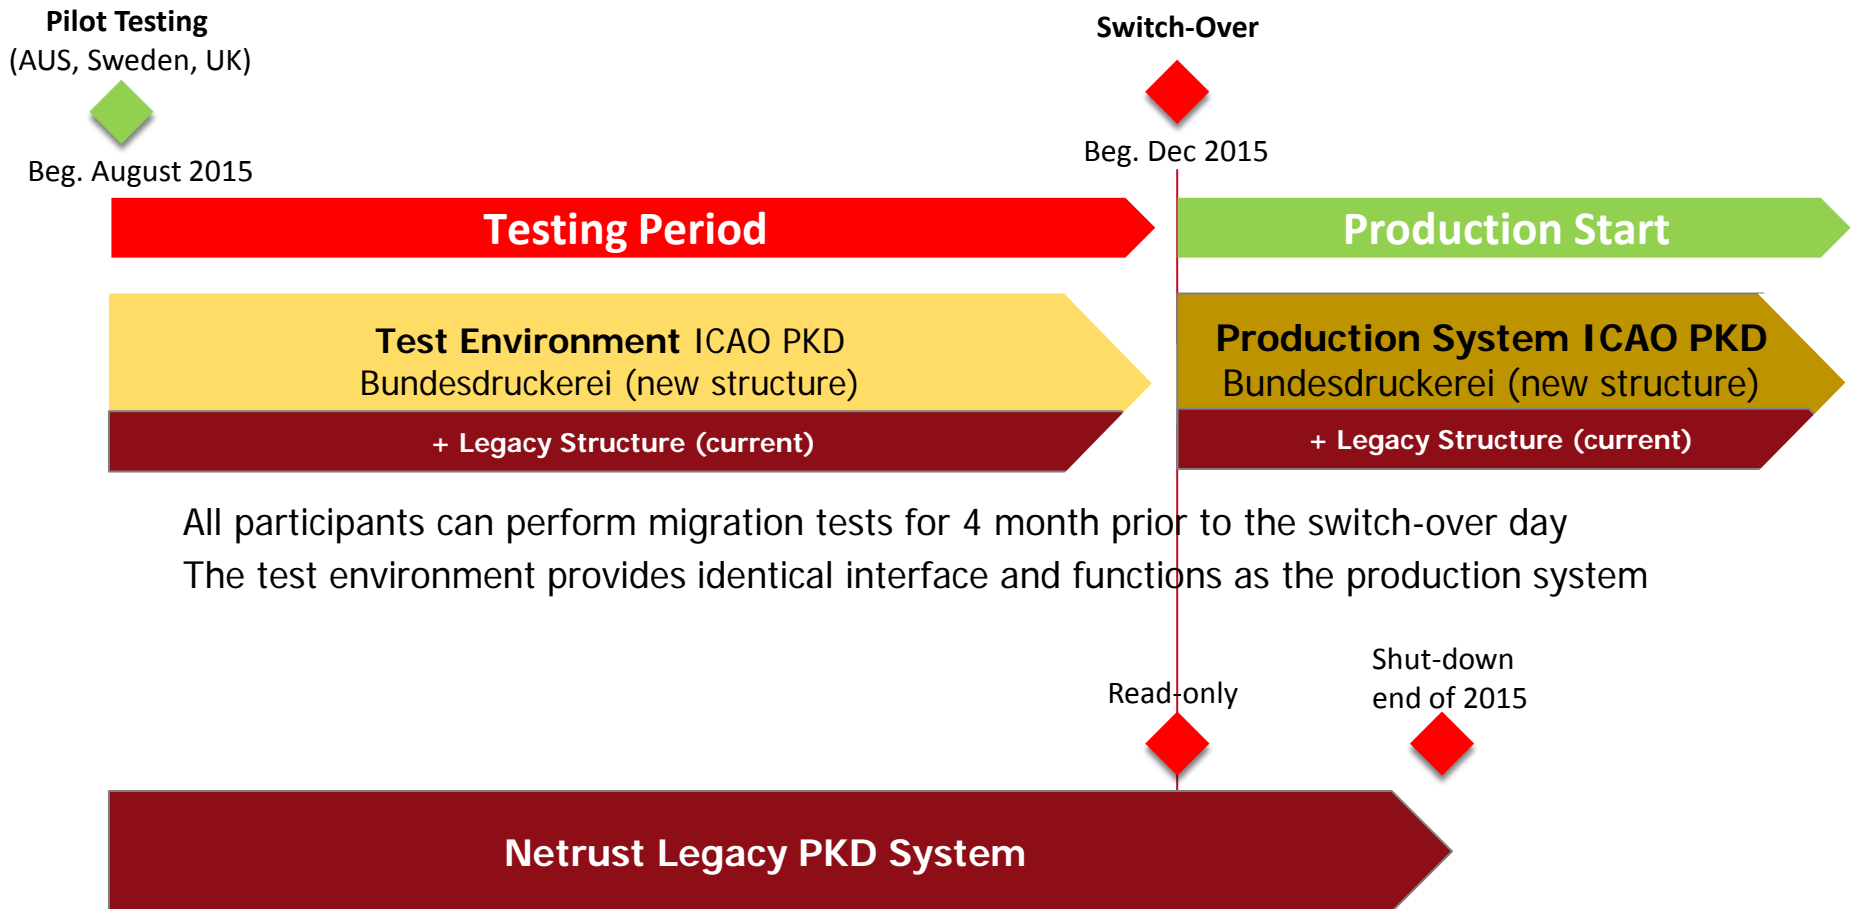 Pilot Testing
(AUS, Sweden, UK)
Beg. August 2015
Switch-Over
Beg. Dec 2015
Testing Period
Production Start
Test Environment ICAO PKD
Bundesdruckerei (new structure)
+ Legacy Structure (current)
Production System ICAO PKD
Bundesdruckerei (new structure)
+ Legacy Structure (current)
All participants can perform migration tests for 4 month prior to the switch-over day
The test environment provides identical interface and functions as the production system
Read-only
Shut-down
end of 2015
Netrust Legacy PKD System